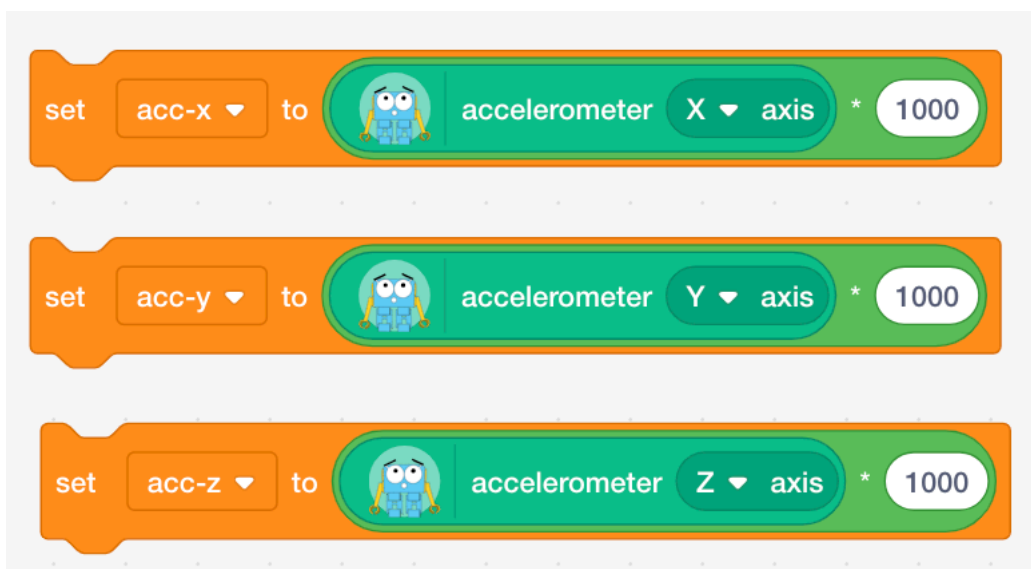 set acc-x to accelerometer X axis * 1000
set acc-y to accelerometer Y axis * 1000
set acc-z to accelerometer Z axis * 1000